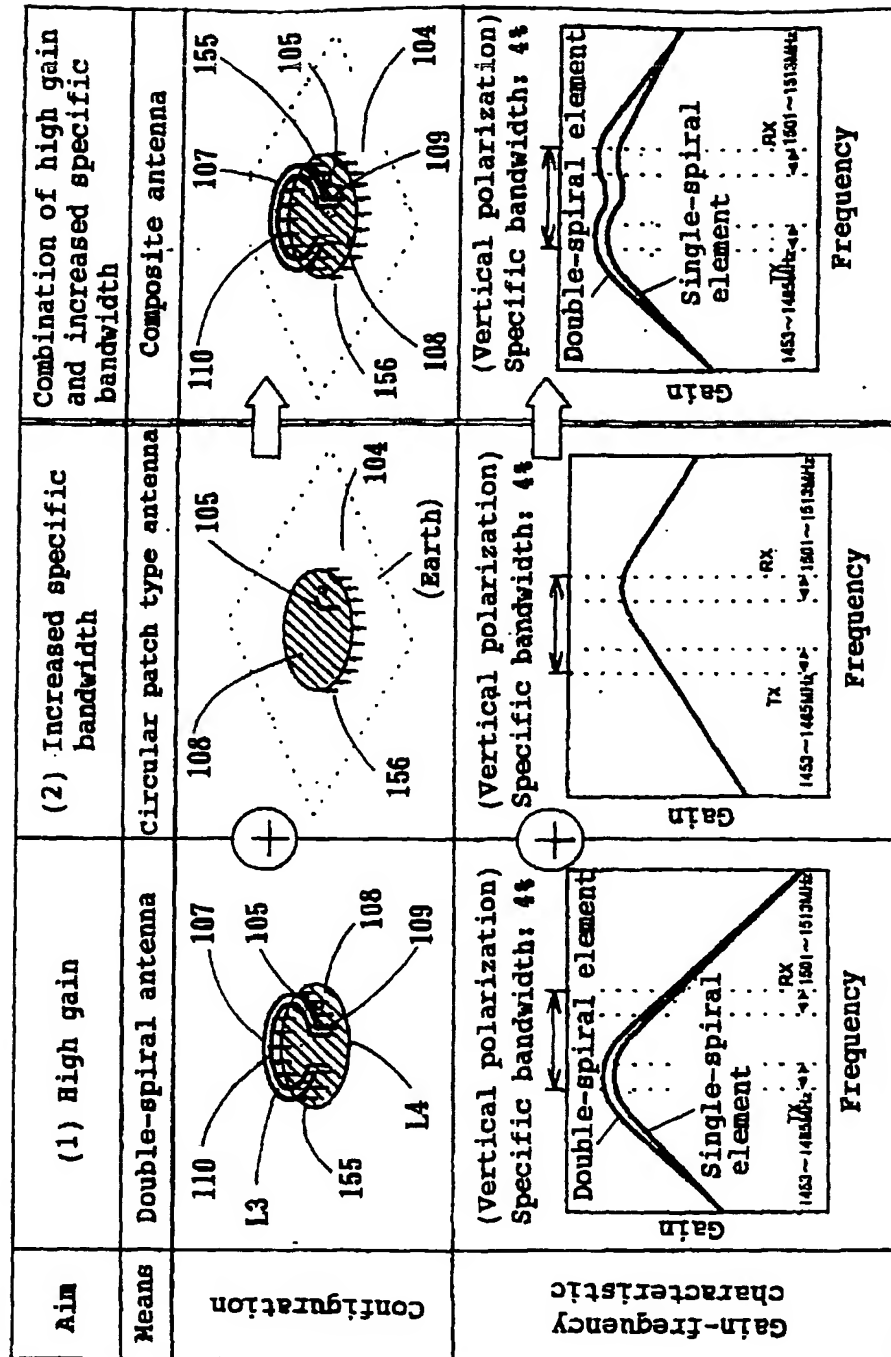 Aim
(1) High gain
(2) Increased specific
bandwidth
Combination of high gain
and increased specific
bandwidth
Means
Double-spiral antenna
Circular patch type antenna
Composite antenna
Configuration
110
107
105
L3
108
109
155
L4
+
108
105
104
156
(Earth)
110
107
155
105
104
156
108
109
Gain-frequency
characteristic
(Vertical polarization)
Specific bandwidth: 4%
Double-spiral element
Single-spiral
element
TX
RX
1453~1485MHz
1501~1513MHz
Gain
Frequency
+
(Vertical polarization)
Specific bandwidth: 4%
TX
RX
1453~1485MHz
1501~1513MHz
Gain
Frequency
(Vertical polarization)
Specific bandwidth: 4%
Double-spiral element
Single-spiral
element
TX
RX
1453~1485MHz
1501~1513MHz
Gain
Frequency